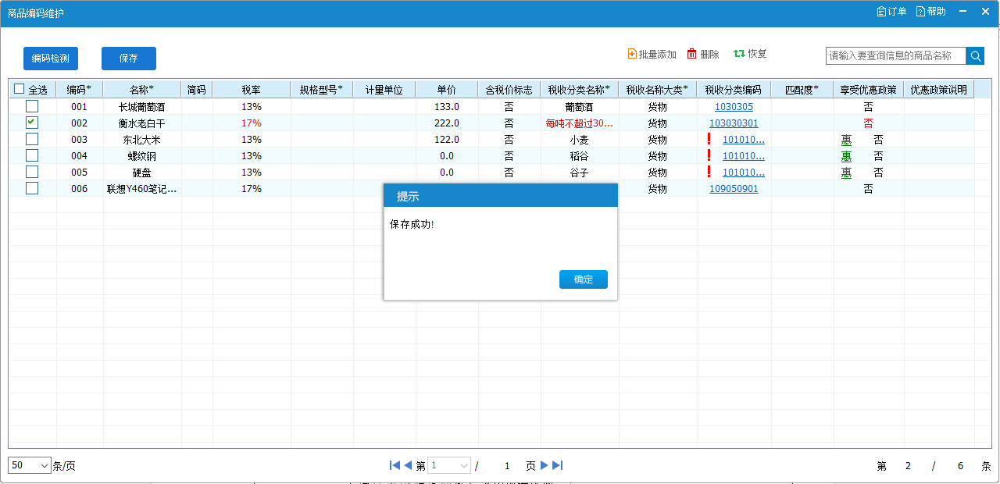 商品编码维护 订单 帮助
编码检测 保存 批量添加 删除 恢复 请输入要查询信息的商品名称
全选 编码* 名称* 简码 税率 规格型号* 计量单位 单价 含税价标志 税收分类名称* 税收名称大类* 税收分类编码 匹配度* 享受优惠政策 优惠政策说明
001 长城葡萄酒 13% 133.0 否 葡萄酒 货物 1030305 否
002 衡水老白干 17% 222.0 否 每吨不超过30... 货物 103030301 否
003 东北大米 13% 122.0 否 小麦 货物 101010... 惠 否
004 螺纹钢 13% 0.0 否 稻谷 货物 101010... 惠 否
005 硬盘 13% 0.0 否 谷子 货物 101010... 惠 否
006 联想Y460笔记... 17% 货物 109050901 否
提示
保存成功!
确定
50 条/页 第 1 / 1 页 第 2 / 6 条